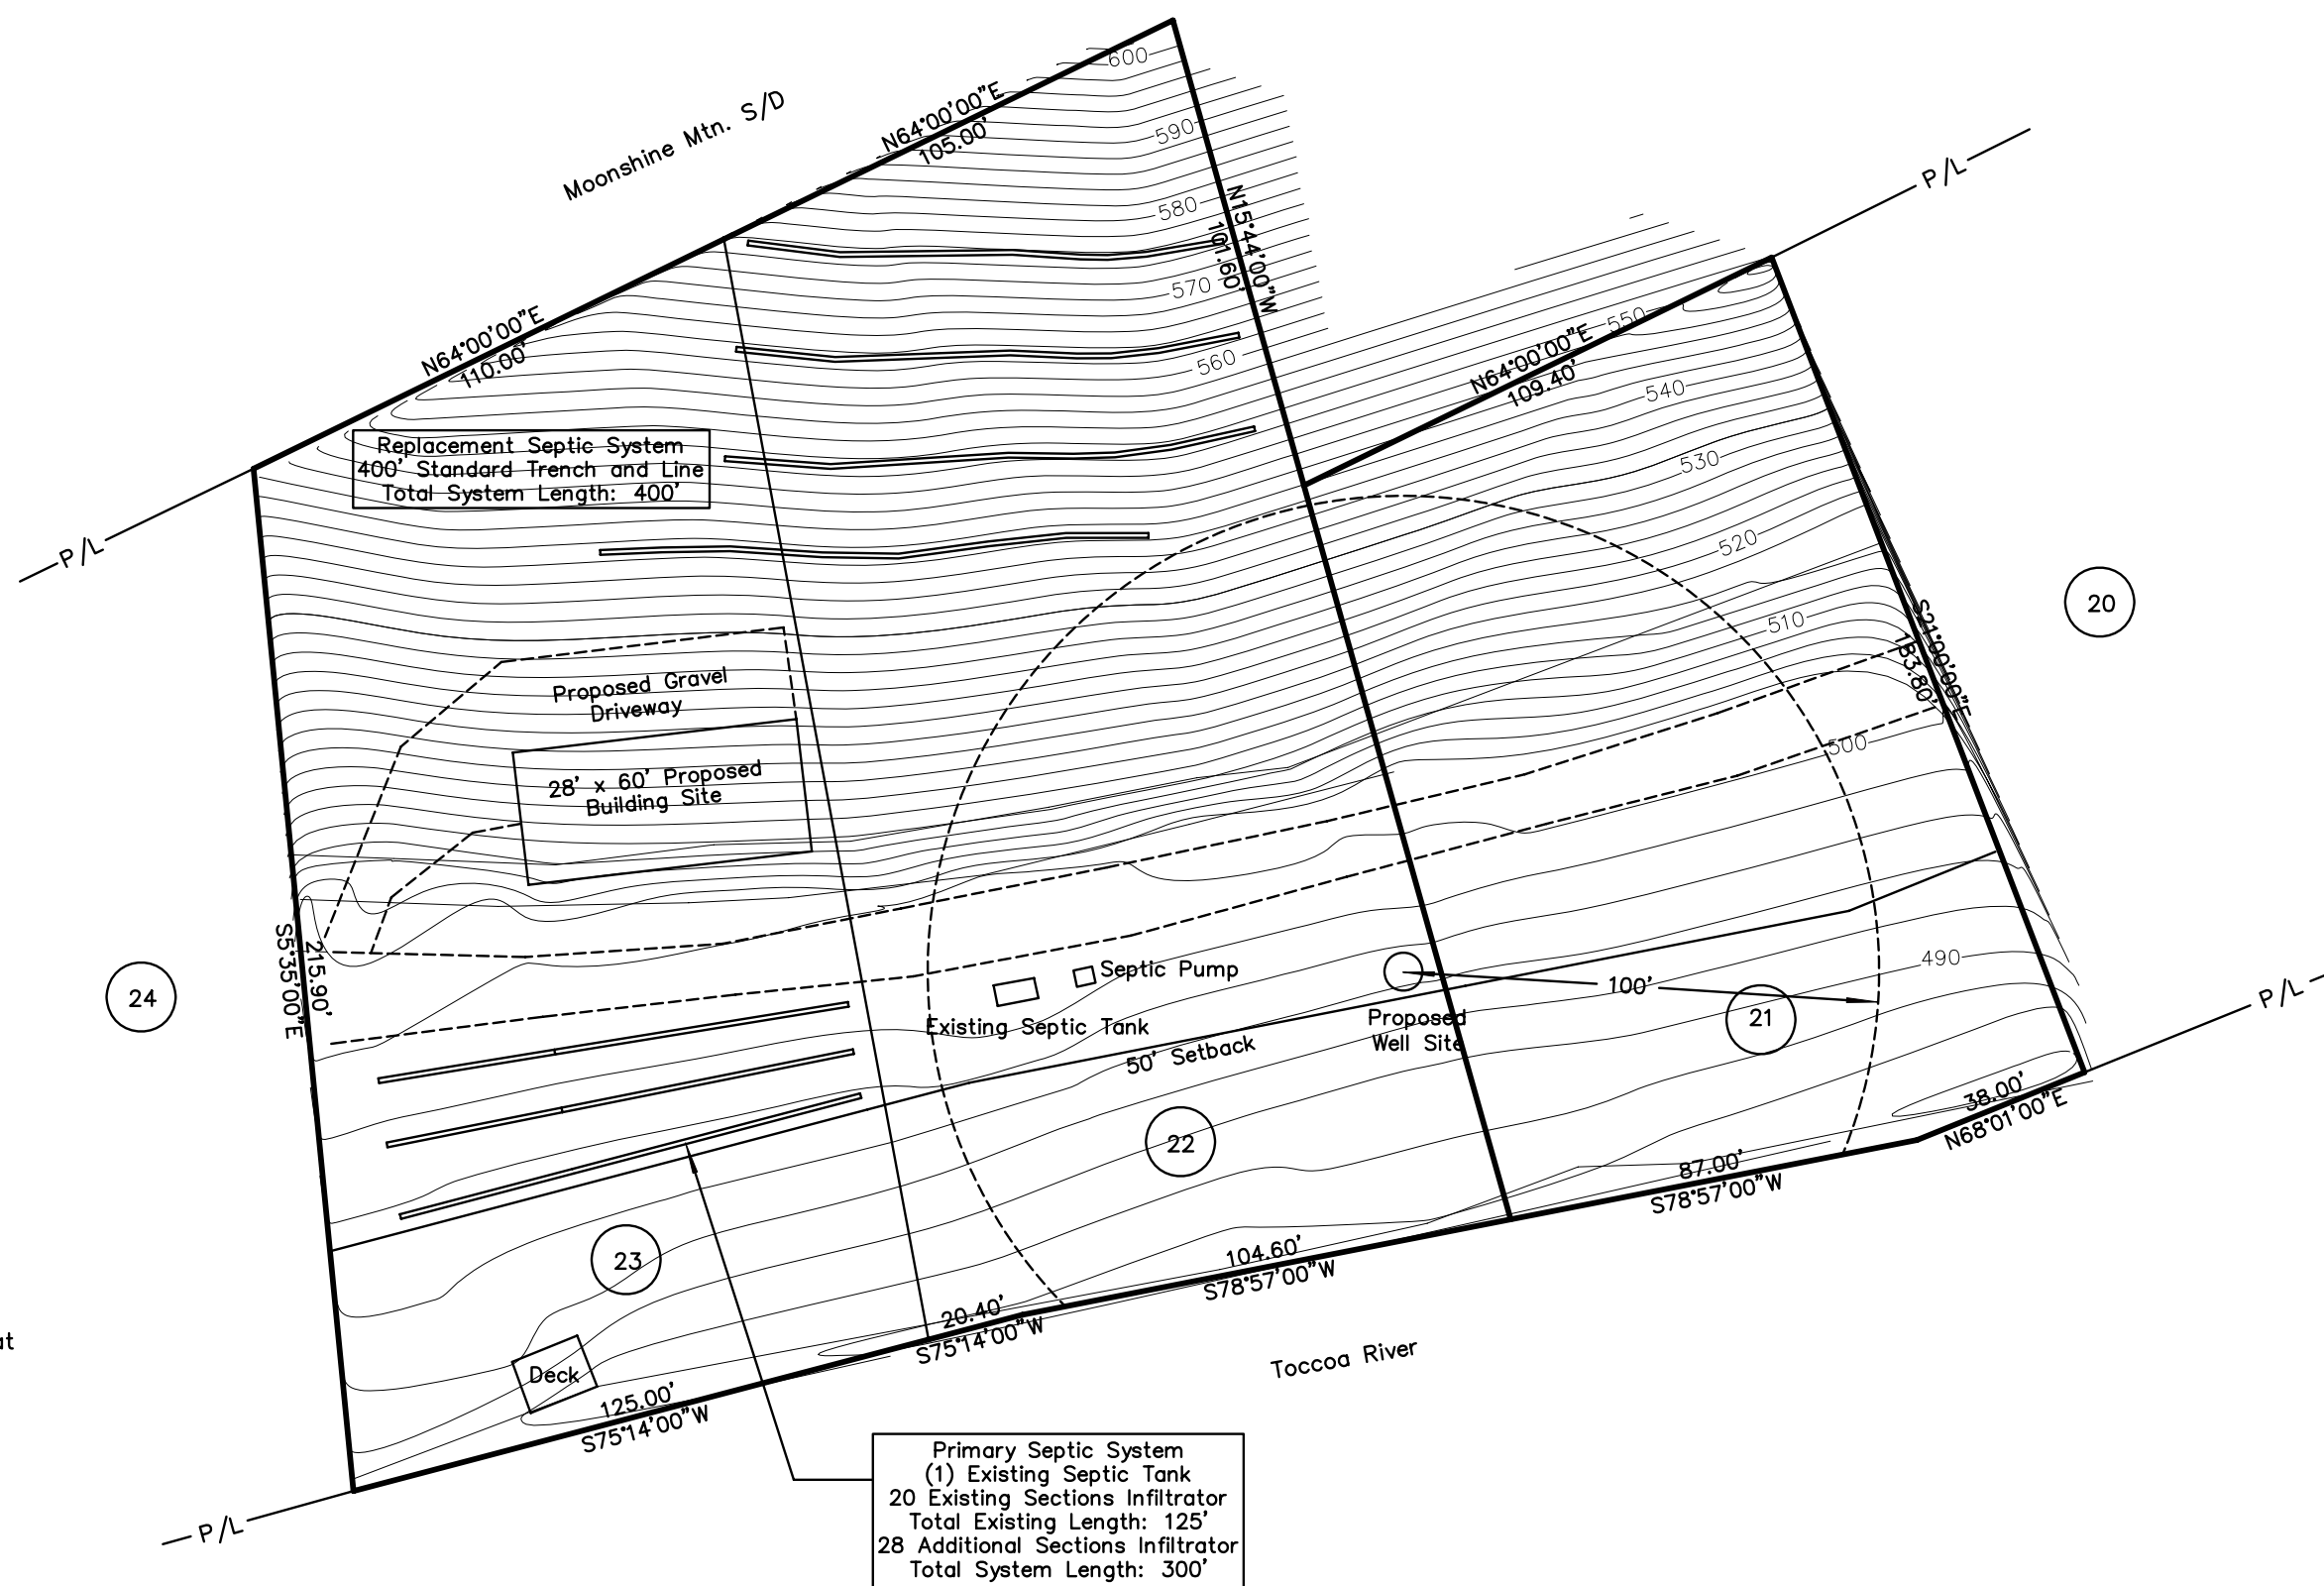 600
Moonshine Mtn. S/D
N64°00'00"E
105.00'
590
P/L
580
N15°44'00"W
101.60'
570
550
N64°00'00"E
110.00'
560
N64°00'00"E
109.40'
540
Replacement Septic System
400' Standard Trench and Line
Total System Length: 400'
530
P/L
520
20
510
S21°00'00"E
183.80'
Proposed Gravel
Driveway
500
28' x 60' Proposed
Building Site
S5°35'00"E
215.90'
24
490
Septic Pump
100'
P/L
Existing Septic Tank
Proposed
Well Site
21
50' Setback
38.00'
N68°01'00"E
22
87.00'
S78°57'00"W
23
104.60'
S78°57'00"W
20.40'
S75°14'00"W
at
Toccoa River
Deck
125.00'
S75°14'00"W
P/L
Primary Septic System
(1) Existing Septic Tank
20 Existing Sections Infiltrator
Total Existing Length: 125'
28 Additional Sections Infiltrator
Total System Length: 300'